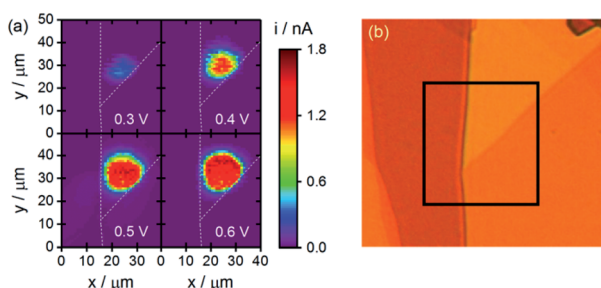 (a)
i / nA
(b)
50
40
30
20
10
0
0.3 V
0.4 V
1.8
1.2
0.6
0.0
y / μm
40
30
20
10
0
0.5 V
0.6 V
y / μm
0 10 20 30 0 10 20 30 40
x / μm
x / μm